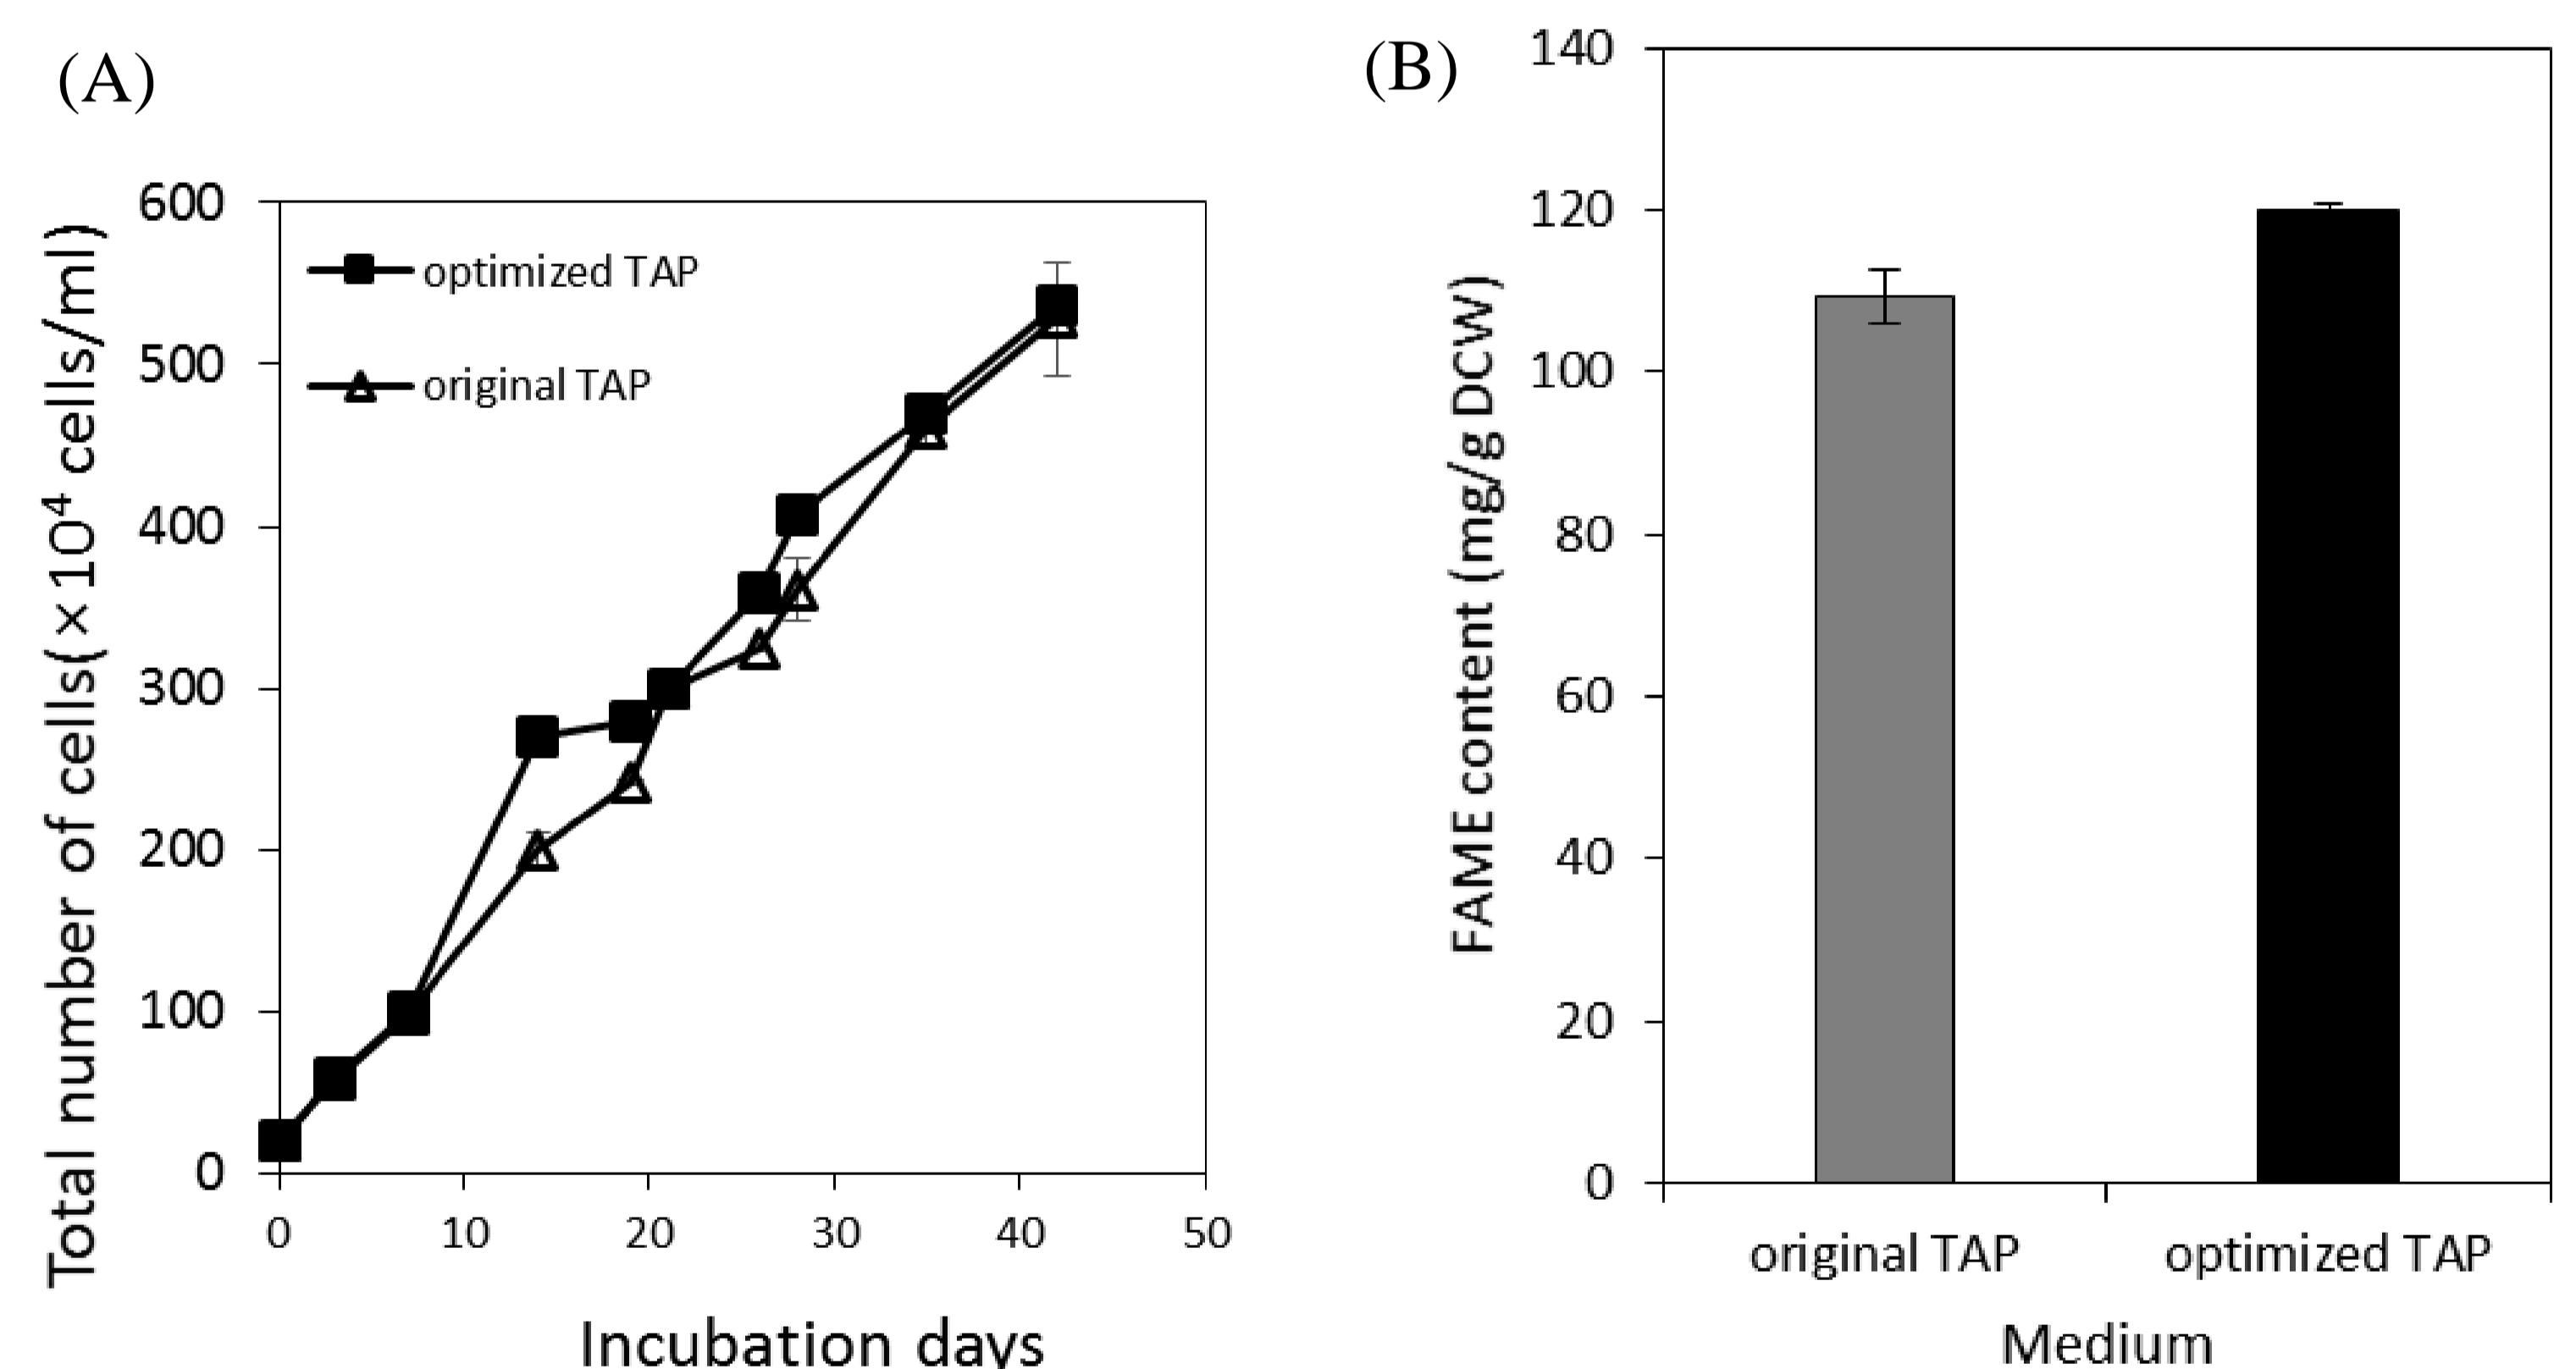 (A)
600
500
400
300
200
100
0
Total number of cells(×10⁴ cells/ml)
optimized TAP
original TAP
0 10 20 30 40 50
Incubation days
(B)
140
120
100
80
60
40
20
0
FAME content (mg/g DCW)
original TAP optimized TAP
Medium